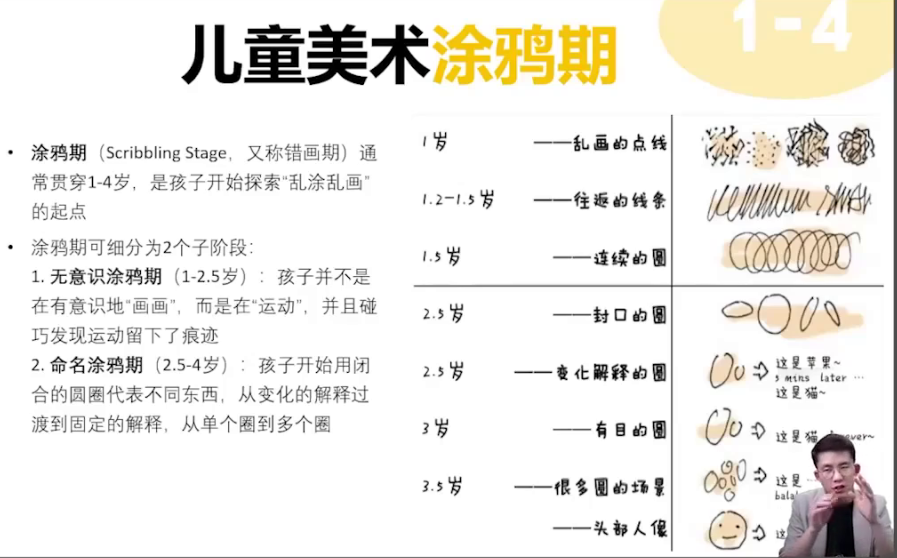 儿童美术涂鸦期
1-4
• 涂鸦期（Scribbling Stage，又称错画期）通
常贯穿1-4岁，是孩子开始探索“乱涂乱画”
的起点
• 涂鸦期可细分为2个子阶段：
1. 无意识涂鸦期（1-2.5岁）：孩子并不是
在有意识地“画画”，而是在“运动”，并且碰
巧发现运动留下了痕迹
2. 命名涂鸦期（2.5-4岁）：孩子开始用闭
合的圆圈代表不同东西，从变化的解释过
渡到固定的解释，从单个圈到多个圈
1岁 ——乱画的点线
1.2-1.5岁 ——往返的线条
1.5岁 ——连续的圆
2.5岁 ——封口的圆
2.5岁 ——变化解释的圆
这是苹果~
5 mins later ...
这是猫~
3岁 ——有目的圆
这是猫
3.5岁 ——很多圆的场景
这是
——头部人像